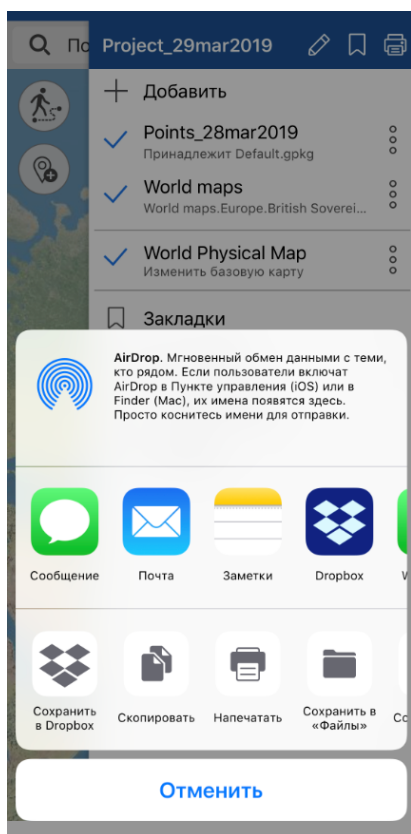 По
Project_29mar2019
Добавить
Points_28mar2019
Принадлежит Default.gpkg
World maps
World maps.Europe.British Soverei...
World Physical Map
Изменить базовую карту
Закладки
AirDrop. Мгновенный обмен данными с теми,
кто рядом. Если пользователи включат
AirDrop в Пункте управления (iOS) или в
Finder (Mac), их имена появятся здесь.
Просто коснитесь имени для отправки.
Сообщение Почта Заметки Dropbox
Сохранить
в Dropbox
Скопировать
Напечатать
Сохранить в
«Файлы»
Со
Отменить